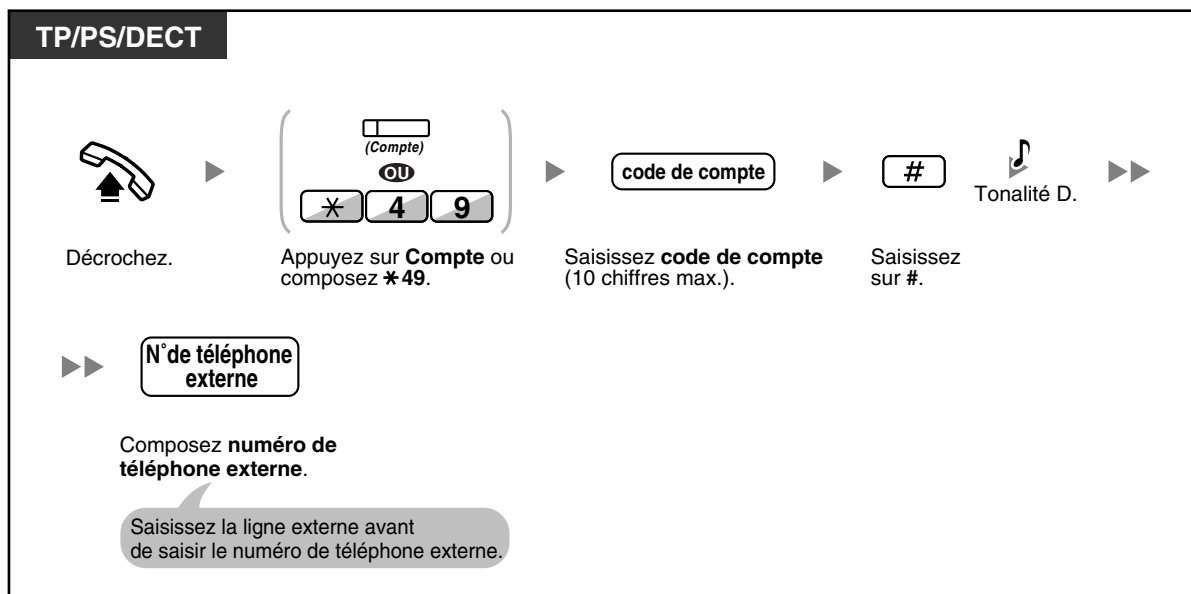 TP/PS/DECT
(Compte)
OU
* 4 9
code de compte
#
Tonalité D.
Décrochez.
Appuyez sur Compte ou
composez *49.
Saisissez code de compte
(10 chiffres max.).
Saisissez
sur #.
N°de téléphone
externe
Composez numéro de
téléphone externe.
Saisissez la ligne externe avant
de saisir le numéro de téléphone externe.